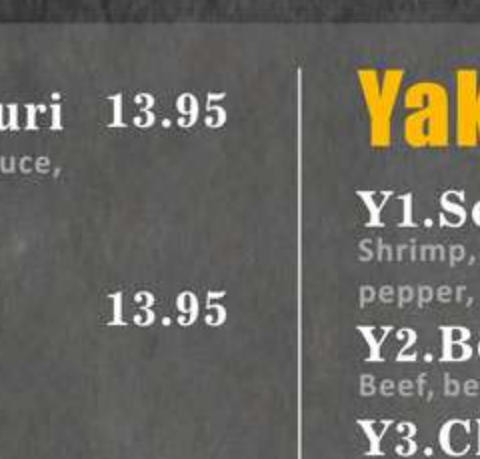 uri 13.95
uce,
13.95
Yak
Y1.Se
Shrimp,
pepper,
Y2.Be
Beef, be
Y3.Cl